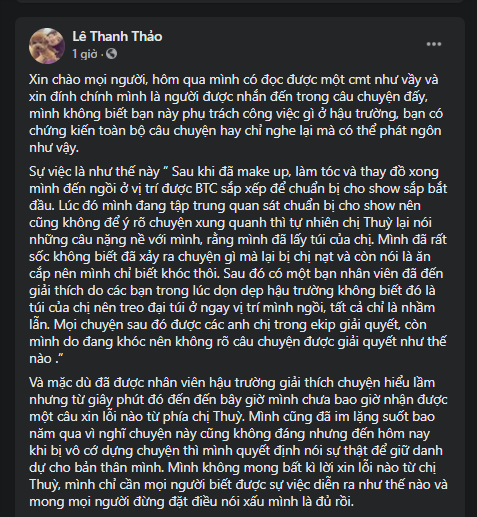 Lê Thanh Thảo
1 giờ ·
Xin chào mọi người, hôm qua mình có đọc được một cmt như vầy và
xin đính chính mình là người được nhắn đến trong câu chuyện đấy,
mình không biết bạn này phụ trách công việc gì ở hậu trường, bạn có
chứng kiến toàn bộ câu chuyện hay chỉ nghe lại mà có thể phát ngôn
như vậy.
Sự việc là như thế này " Sau khi đã make up, làm tóc và thay đồ xong
mình đến ngồi ở vị trí được BTC sắp xếp để chuẩn bị cho show sắp bắt
đầu. Lúc đó mình đang tập trung quan sát chuẩn bị cho show nên
cũng không để ý rõ chuyện xung quanh thì tự nhiên chị Thuỳ lại nói
những câu nặng nề với mình, rằng mình đã lấy túi của chị. Mình đã rất
sốc không biết đã xảy ra chuyện gì mà lại bị chị nạt và còn nói là ăn
cắp nên mình chỉ biết khóc thôi. Sau đó có một bạn nhân viên đã đến
giải thích do các bạn trong lúc dọn dẹp hậu trường không biết đó là
túi của chị nên treo đại túi ở ngay vị trí mình ngồi, tất cả chỉ là nhầm
lẫn. Mọi chuyện sau đó được các anh chị trong ekip giải quyết, còn
mình do đang khóc nên không rõ câu chuyện được giải quyết như thế
nào ."
Và mặc dù đã được nhân viên hậu trường giải thích chuyện hiểu lầm
nhưng từ giây phút đó đến đến bây giờ mình chưa bao giờ nhận được
một câu xin lỗi nào từ phía chị Thuỳ. Mình cũng đã im lặng suốt bao
năm qua vì nghĩ chuyện này cũng không đáng nhưng đến hôm nay
khi bị vô cớ dựng chuyện thì mình quyết định nói sự thật để giữ danh
dự cho bản thân mình. Mình không mong bất kì lời xin lỗi nào từ chị
Thuỳ, mình chỉ cần mọi người biết được sự việc diễn ra như thế nào và
mong mọi người đừng đặt điều nói xấu mình là đủ rồi.